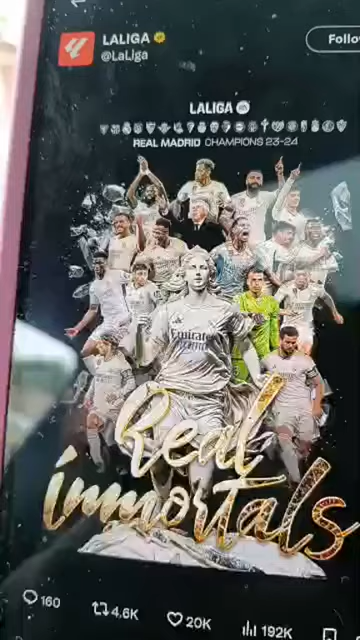 LALIGA
@LaLiga
Follo
LALIGA
REAL MADRID CHAMPIONS 23-24
Emirates
Real
immortals
160
4.6K
20K
192K